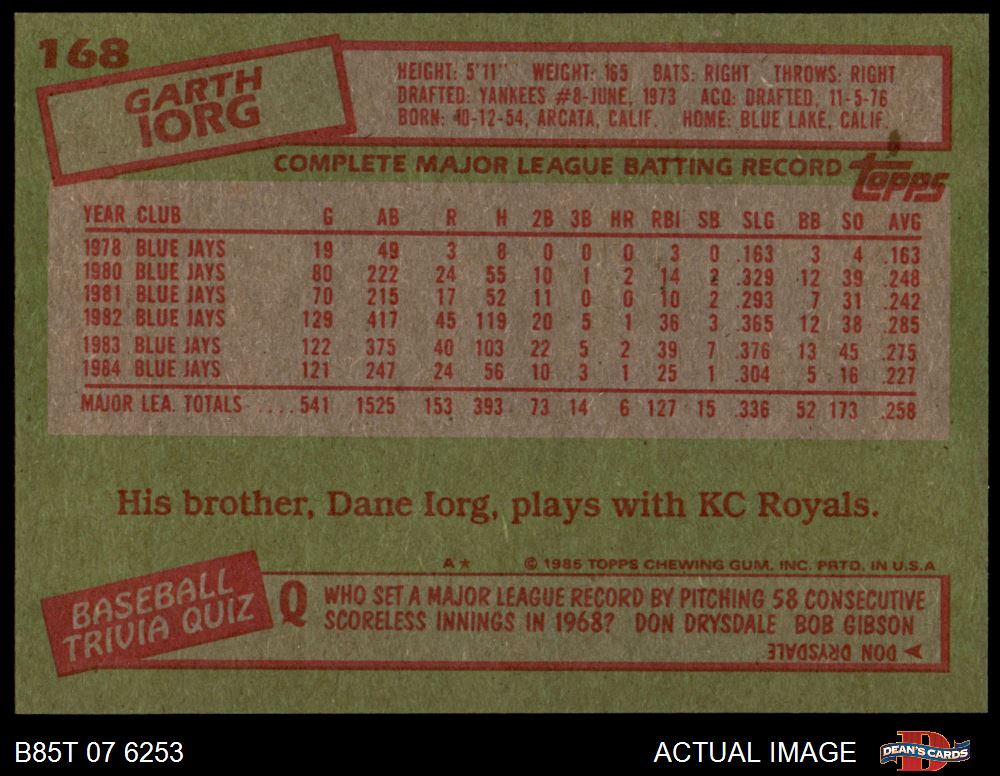 168
GARTH
IORG
HEIGHT: 5'11" WEIGHT: 165 BATS: RIGHT THROWS: RIGHT
DRAFTED: YANKEES #8-JUNE, 1973 ACQ: DRAFTED, 11-5-76
BORN: 10-12-54, ARCATA, CALIF. HOME: BLUE LAKE, CALIF.
COMPLETE MAJOR LEAGUE BATTING RECORD
topps
YEAR CLUB G AB R H 2B 3B HR RBI SB SLG BB SO AVG
1978 BLUE JAYS 19 49 3 8 0 0 0 3 0 .163 3 4 .163
1980 BLUE JAYS 80 222 24 55 10 1 2 14 2 .329 12 39 .248
1981 BLUE JAYS 70 215 17 52 11 0 0 10 2 .293 7 31 .242
1982 BLUE JAYS 129 417 45 119 20 5 1 36 3 .365 12 38 .285
1983 BLUE JAYS 122 375 40 103 22 5 2 39 7 .376 13 45 .275
1984 BLUE JAYS 121 247 24 56 10 3 1 25 1 .304 5 16 .227
MAJOR LEA. TOTALS ....541 1525 153 393 73 14 6 127 15 .336 52 173 .258
His brother, Dane Iorg, plays with KC Royals.
A★ © 1985 TOPPS CHEWING GUM, INC. PRTD. IN U.S.A
BASEBALL
TRIVIA QUIZ
Q WHO SET A MAJOR LEAGUE RECORD BY PITCHING 58 CONSECUTIVE
SCORELESS INNINGS IN 1968? DON DRYSDALE BOB GIBSON
DON DRYSDALE
B85T 07 6253
ACTUAL IMAGE
D
DEAN'S CARDS